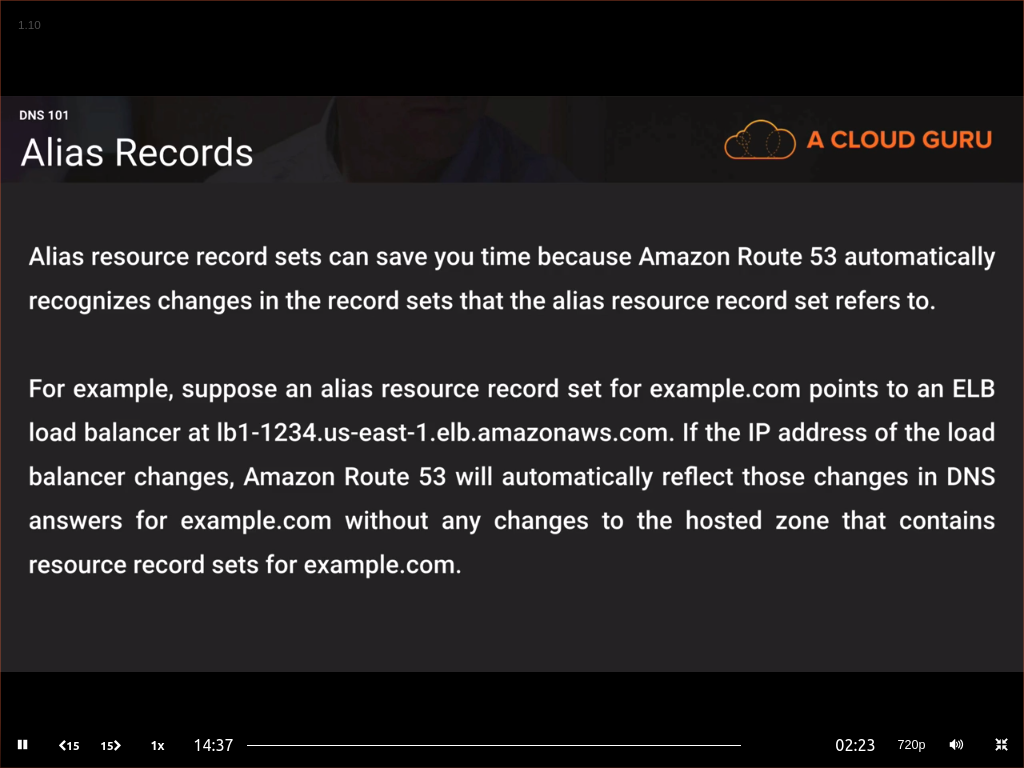 1.10
DNS 101
Alias Records
A CLOUD GURU
Alias resource record sets can save you time because Amazon Route 53 automatically
recognizes changes in the record sets that the alias resource record set refers to.
For example, suppose an alias resource record set for example.com points to an ELB
load balancer at lb1-1234.us-east-1.elb.amazonaws.com. If the IP address of the load
balancer changes, Amazon Route 53 will automatically reflect those changes in DNS
answers for example.com without any changes to the hosted zone that contains
resource record sets for example.com.
15 15 1x 14:37 02:23 720p